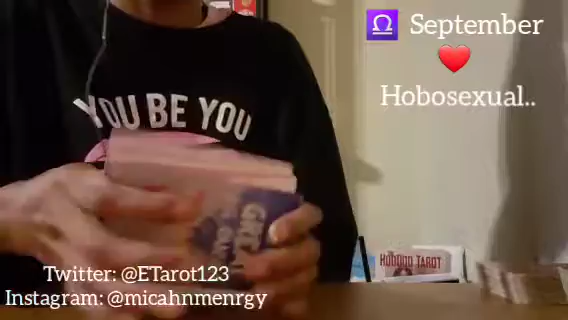 ♎ September
❤️
Hobosexual..
YOU BE YOU
HOODOO TAROT
Twitter: @ETarot123
Instagram: @micahnmenrgy